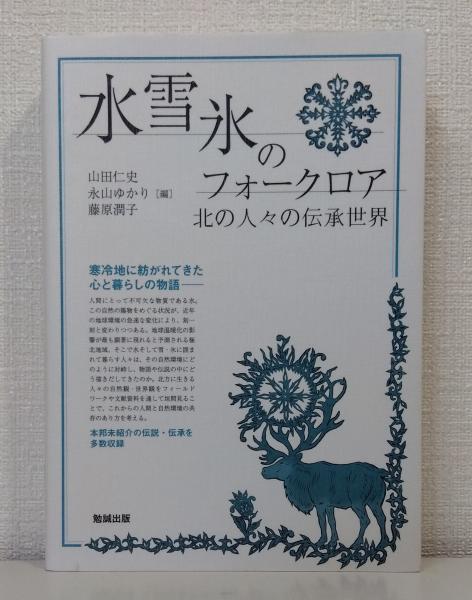 水雪氷の
フォークロア
北の人々の伝承世界
山田仁史
永山ゆかり［編］
藤原潤子
寒冷地に紡がれてきた
心と暮らしの物語――
人間にとって不可欠な物質である水。
この自然の賜物をめぐる状況が、近年
の地球環境の急速な変化により、刻一
刻と変わりつつある。地球温暖化の影
響が最も顕著に現れると予測される極
北地域。そこで水そして雪・氷に囲ま
れて暮らす人々は、その自然環境にど
のように対峙し、物語や伝説の中にど
う描きだしてきたのか。北方に生きる
人々の自然観・世界観をフィールド
ワークや文献資料を通して垣間見るこ
とで、これからの人間と自然環境の共
存のあり方を考える。
本邦未紹介の伝説・伝承を
多数収録
勉誠出版